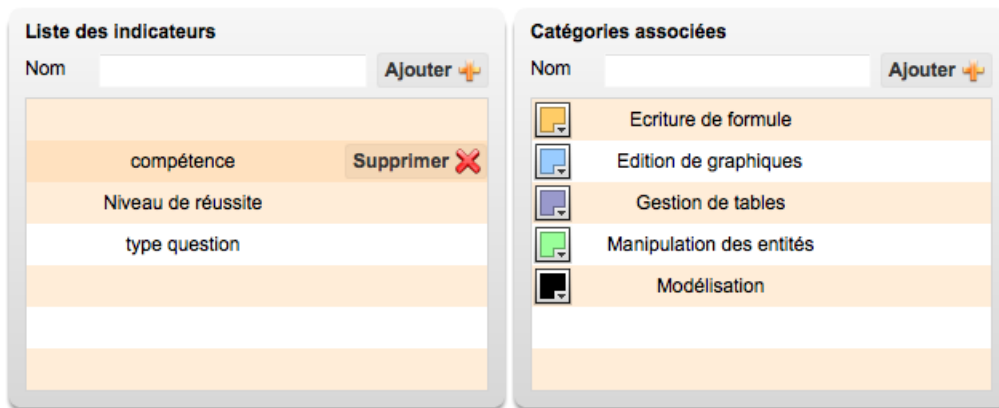 Liste des indicateurs
Nom
Ajouter
compétence
Supprimer
Niveau de réussite
type question
Catégories associées
Nom
Ajouter
Ecriture de formule
Edition de graphiques
Gestion de tables
Manipulation des entités
Modélisation